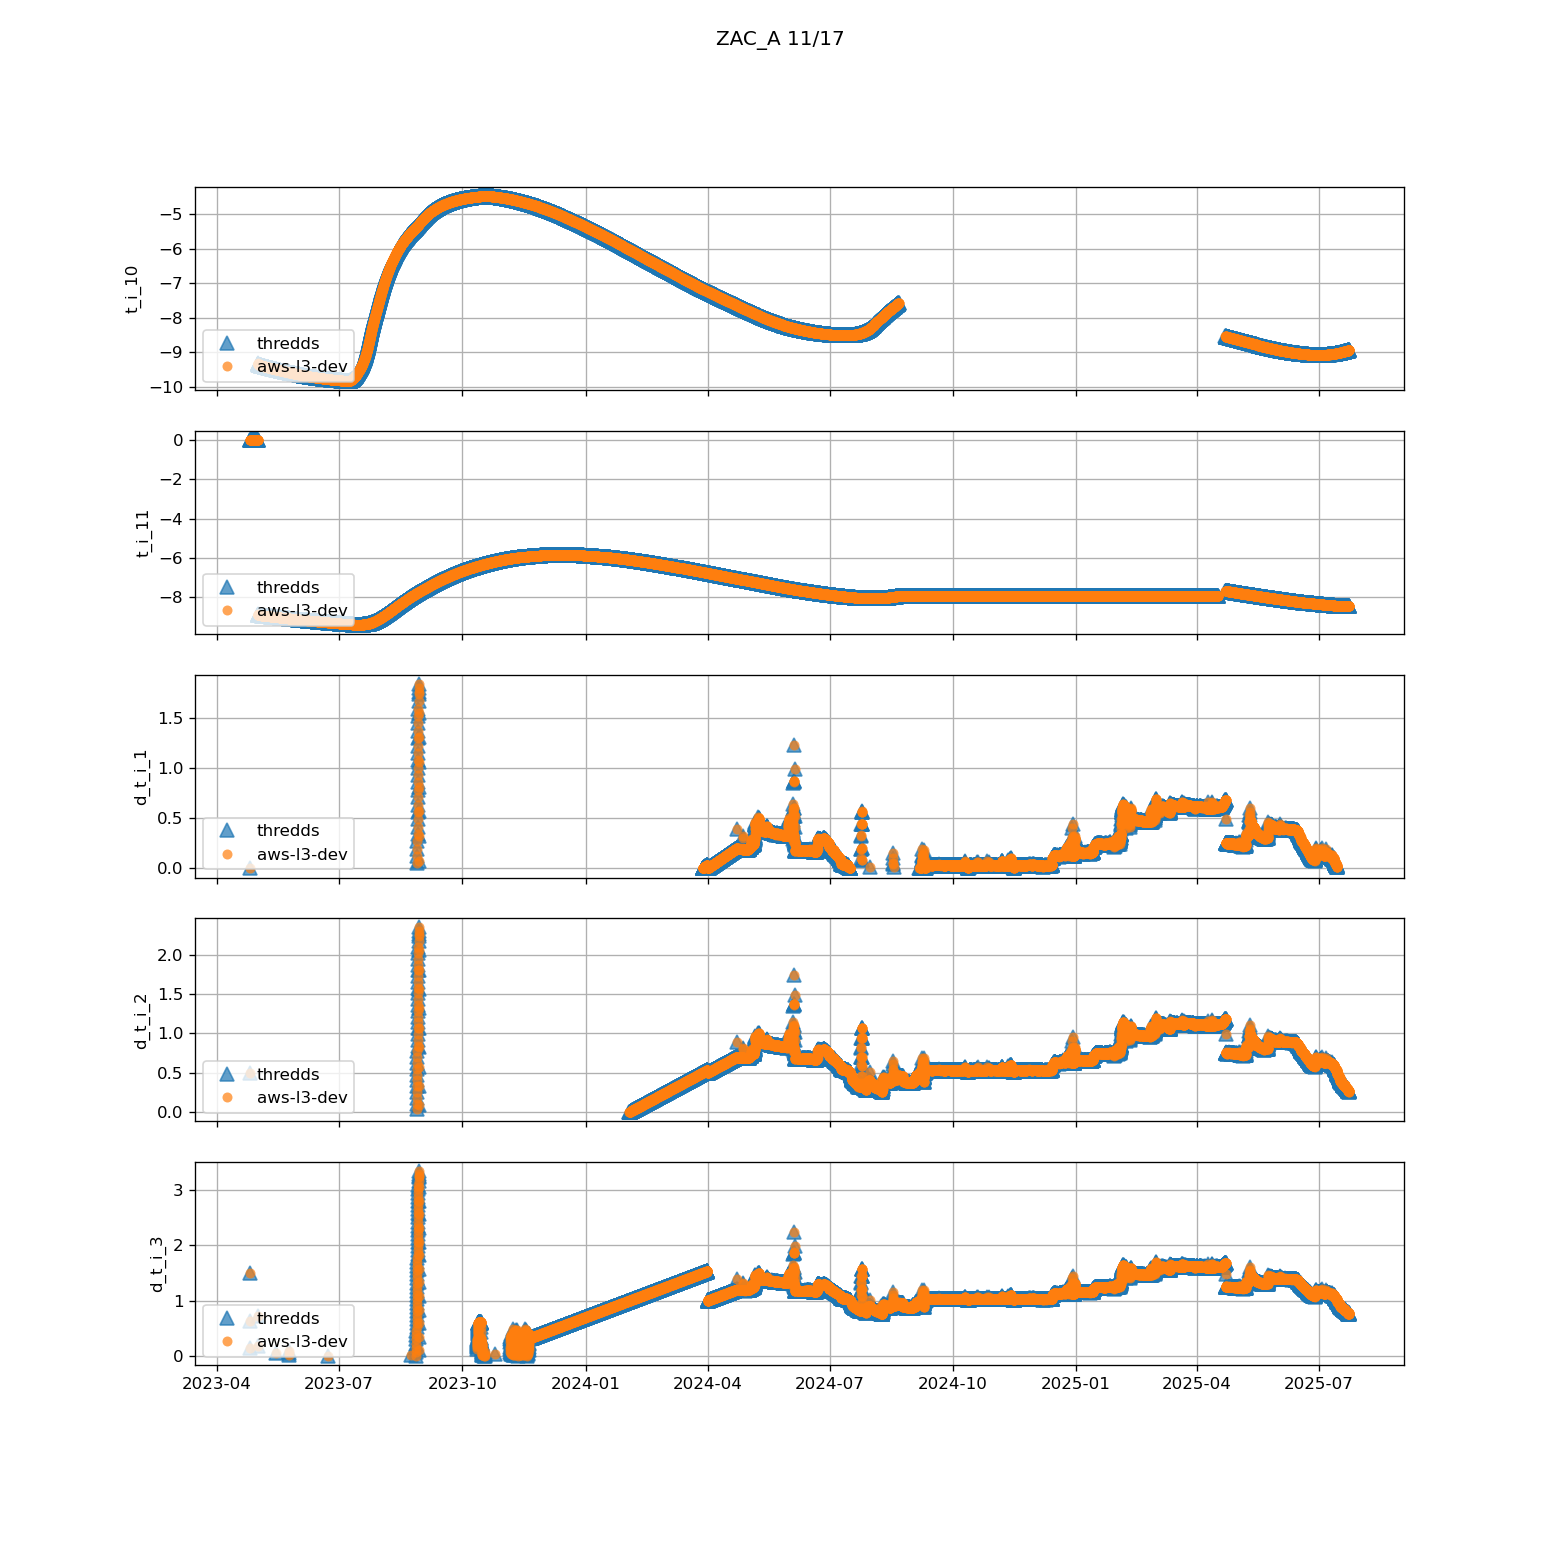 ZAC_A 11/17
t_i_10
−5
−6
−7
−8
−9
−10
thredds
aws-l3-dev
t_i_11
0
−2
−4
−6
−8
thredds
aws-l3-dev
d_t_i_1
1.5
1.0
0.5
0.0
thredds
aws-l3-dev
d_t_i_2
2.0
1.5
1.0
0.5
0.0
thredds
aws-l3-dev
d_t_i_3
3
2
1
0
thredds
aws-l3-dev
2023-04 2023-07 2023-10 2024-01 2024-04 2024-07 2024-10 2025-01 2025-04 2025-07